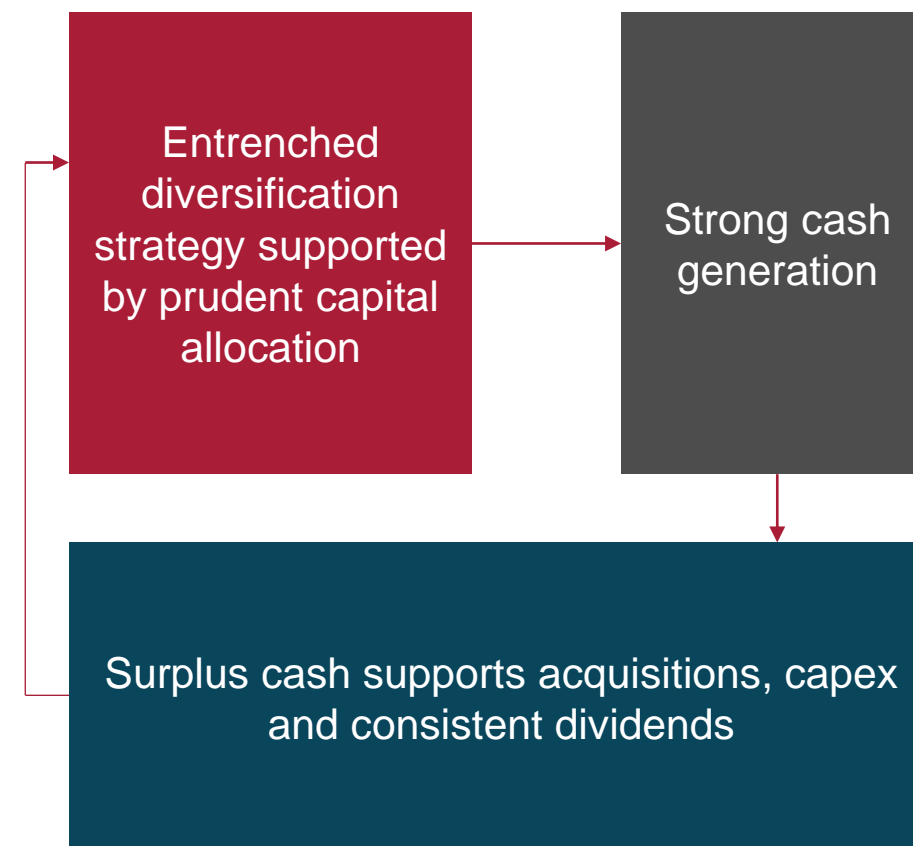 Entrenched
diversification
strategy supported
by prudent capital
allocation
Strong cash
generation
Surplus cash supports acquisitions, capex
and consistent dividends